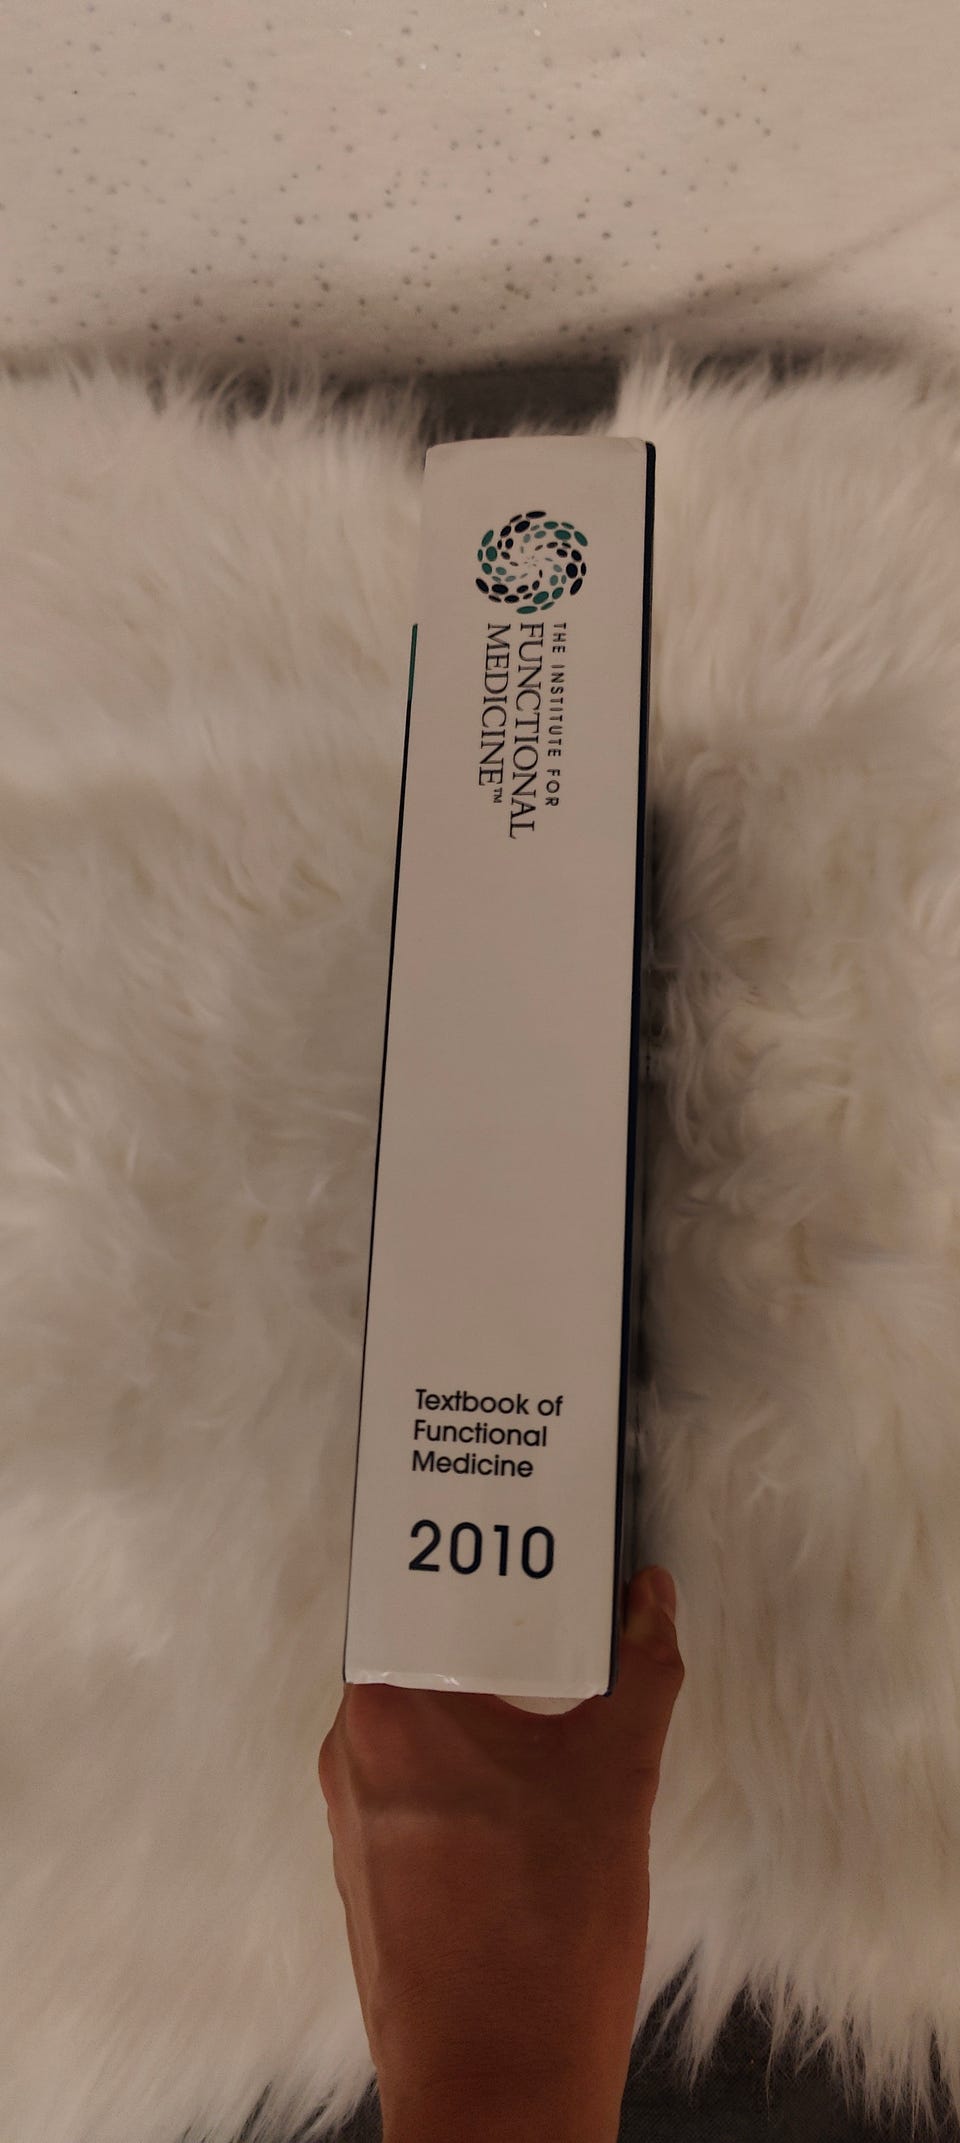 THE INSTITUTE FOR
FUNCTIONAL
MEDICINE™
Textbook of
Functional
Medicine
2010